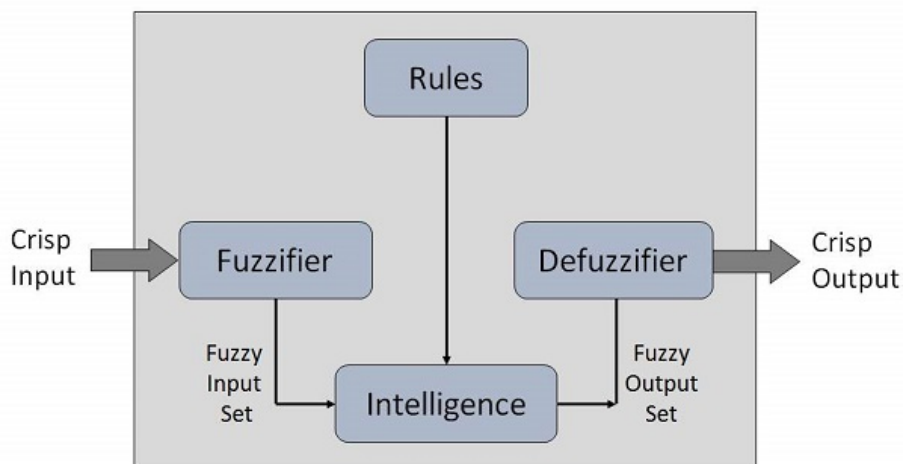 Rules
Crisp
Input
Fuzzifier
Defuzzifier
Crisp
Output
Fuzzy
Input
Set
Intelligence
Fuzzy
Output
Set